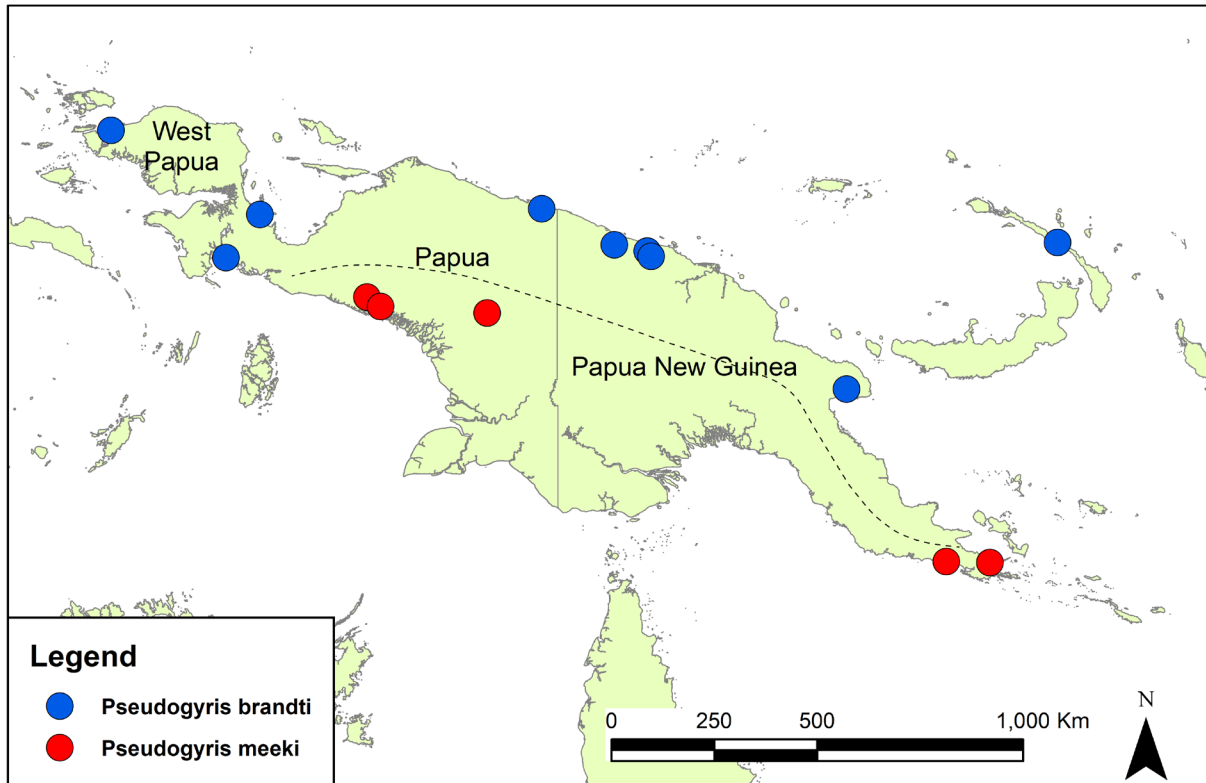 West
Papua
Papua
Papua New Guinea
Legend
Pseudogyris brandti
Pseudogyris meeki
0 250 500 1,000 Km
N